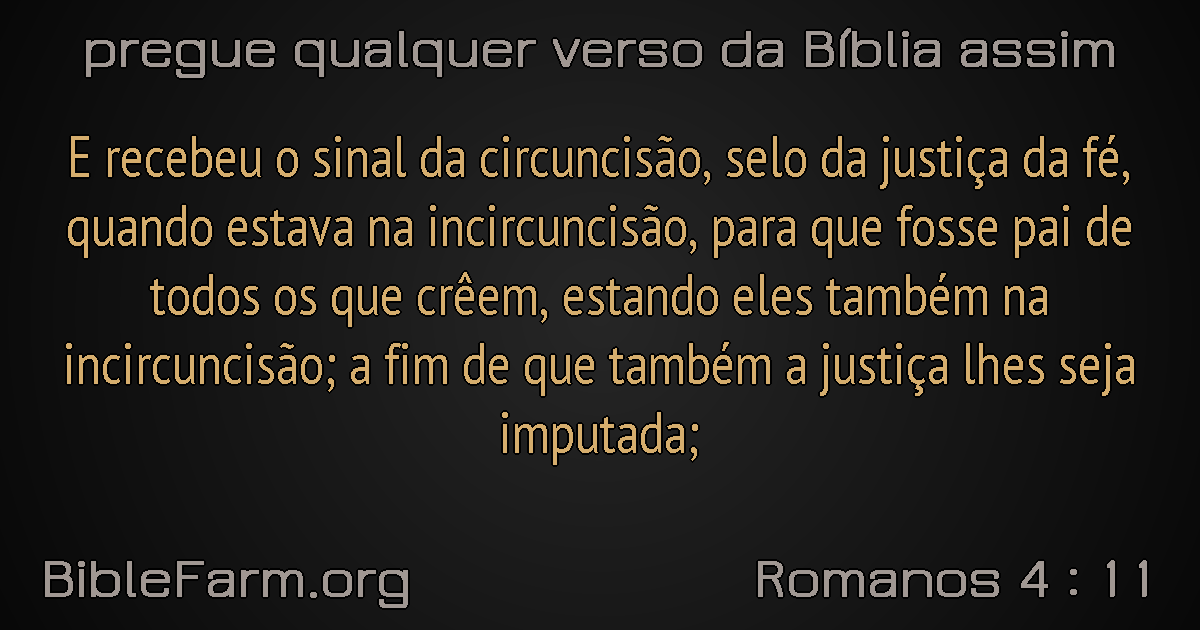 pregue qualquer verso da Bíblia assim
E recebeu o sinal da circuncisão, selo da justiça da fé,
quando estava na incircuncisão, para que fosse pai de
todos os que crêem, estando eles também na
incircuncisão; a fim de que também a justiça lhes seja
imputada;
BibleFarm.org
Romanos 4 : 11